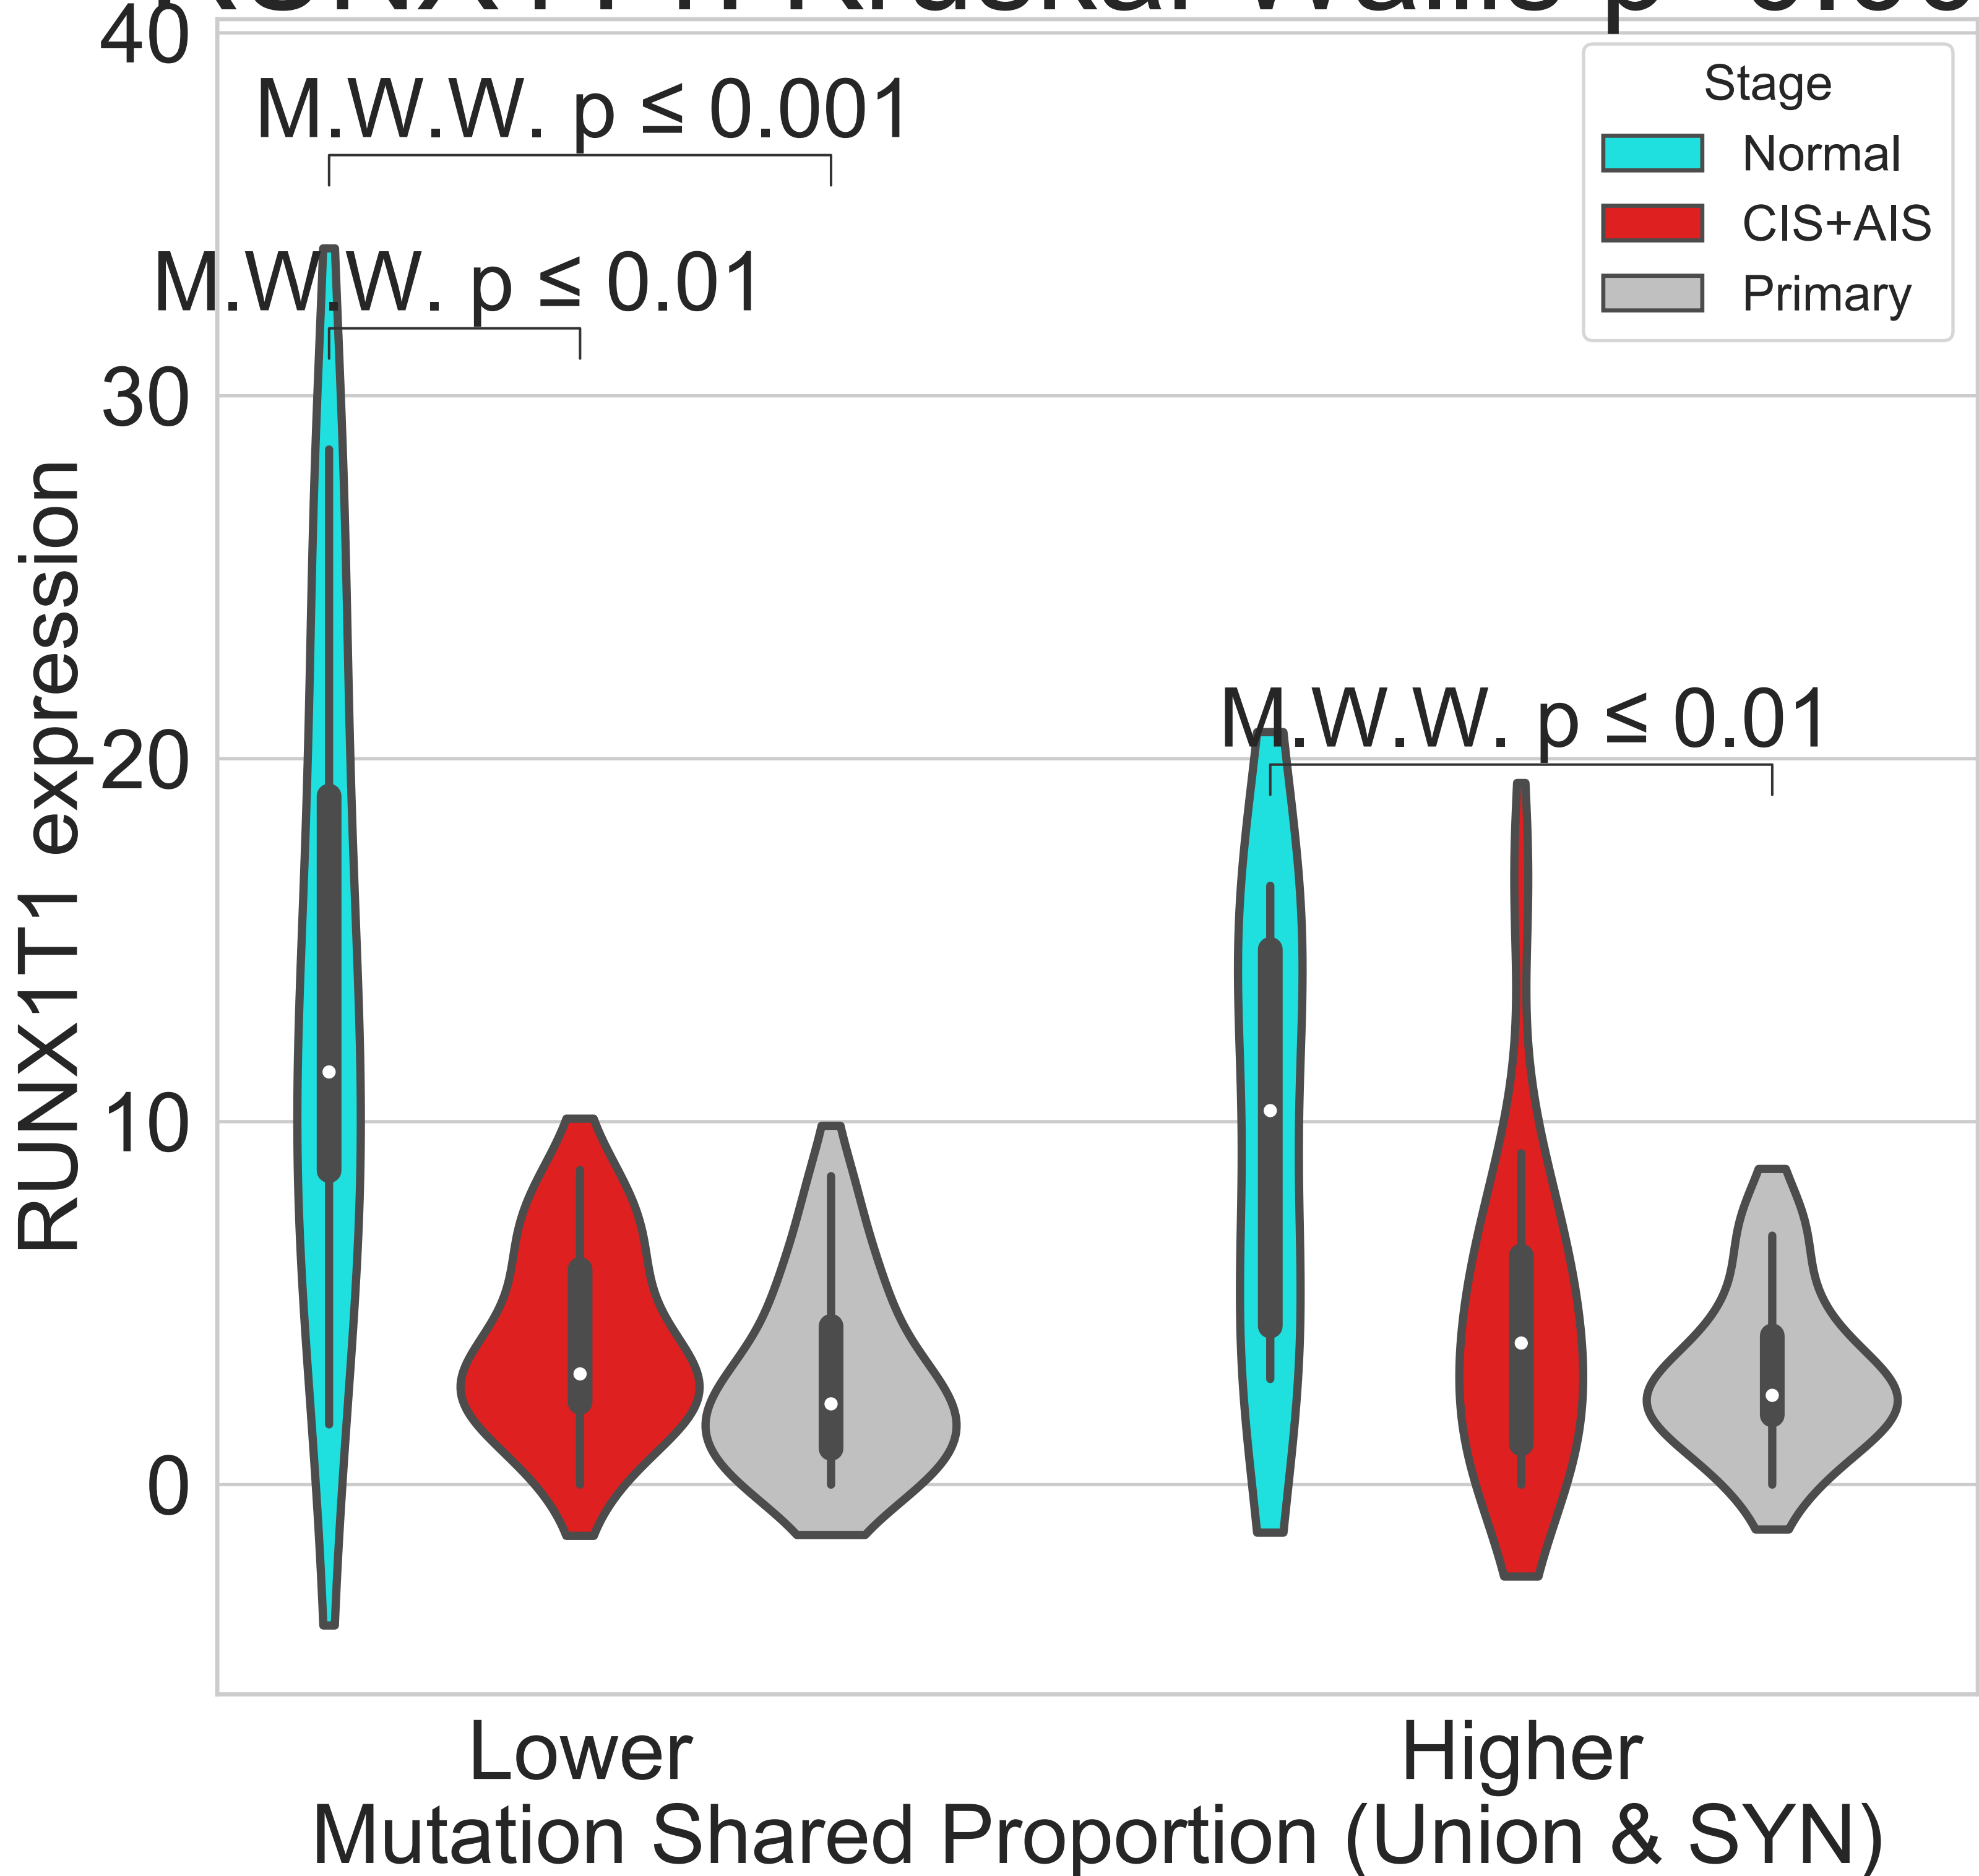 40
M.W.W. p ≤ 0.001
Stage
Normal
CIS+AIS
Primary
M.W.W. p ≤ 0.01
30
M.W.W. p ≤ 0.01
20
10
0
RUNX1T1 expression
Lower
Higher
Mutation Shared Proportion (Union & SYN)